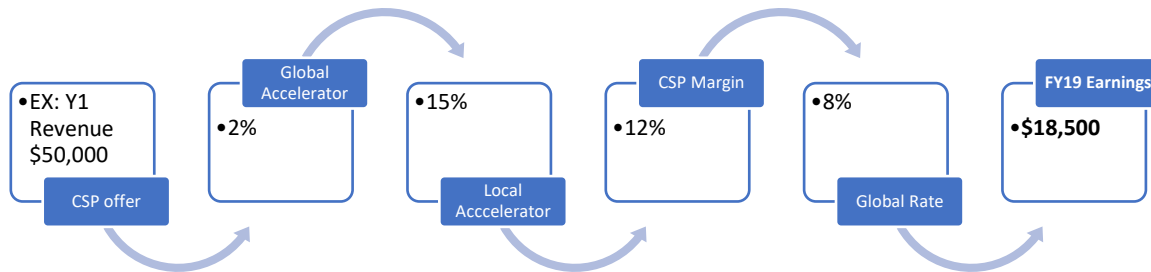 •EX: Y1
Revenue
$50,000
CSP offer
Global
Accelerator
•2%
•15%
Local
Acccelerator
CSP Margin
•12%
•8%
Global Rate
FY19 Earnings
•$18,500